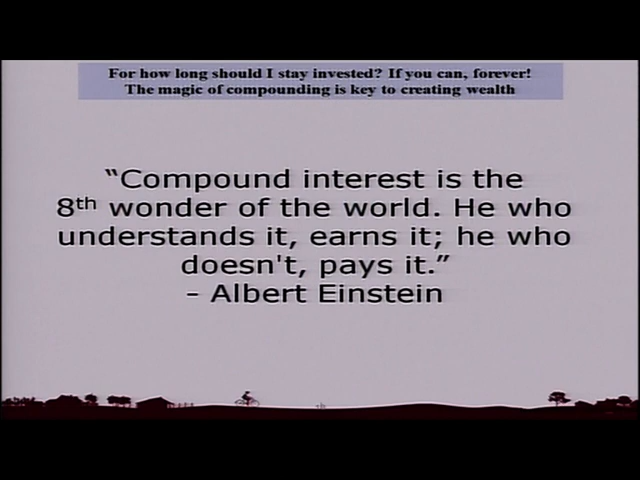 For how long should I stay invested? If you can, forever!
The magic of compounding is key to creating wealth
“Compound interest is the
8th wonder of the world. He who
understands it, earns it; he who
doesn't, pays it.”
- Albert Einstein